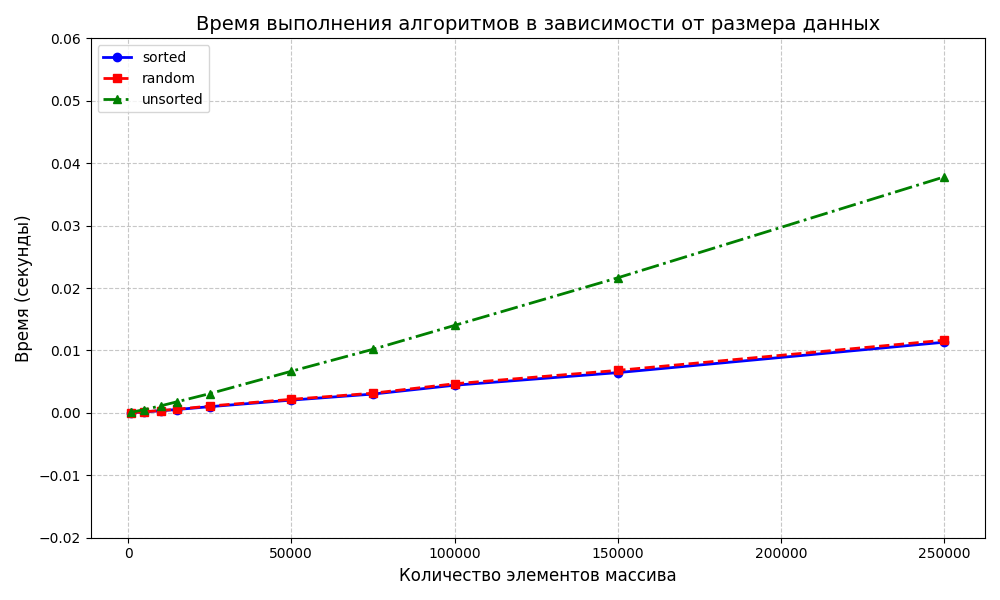 Время выполнения алгоритмов в зависимости от размера данных
sorted
random
unsorted
0.06
0.05
0.04
0.03
0.02
0.01
0.00
−0.01
−0.02
Время (секунды)
0 50000 100000 150000 200000 250000
Количество элементов массива